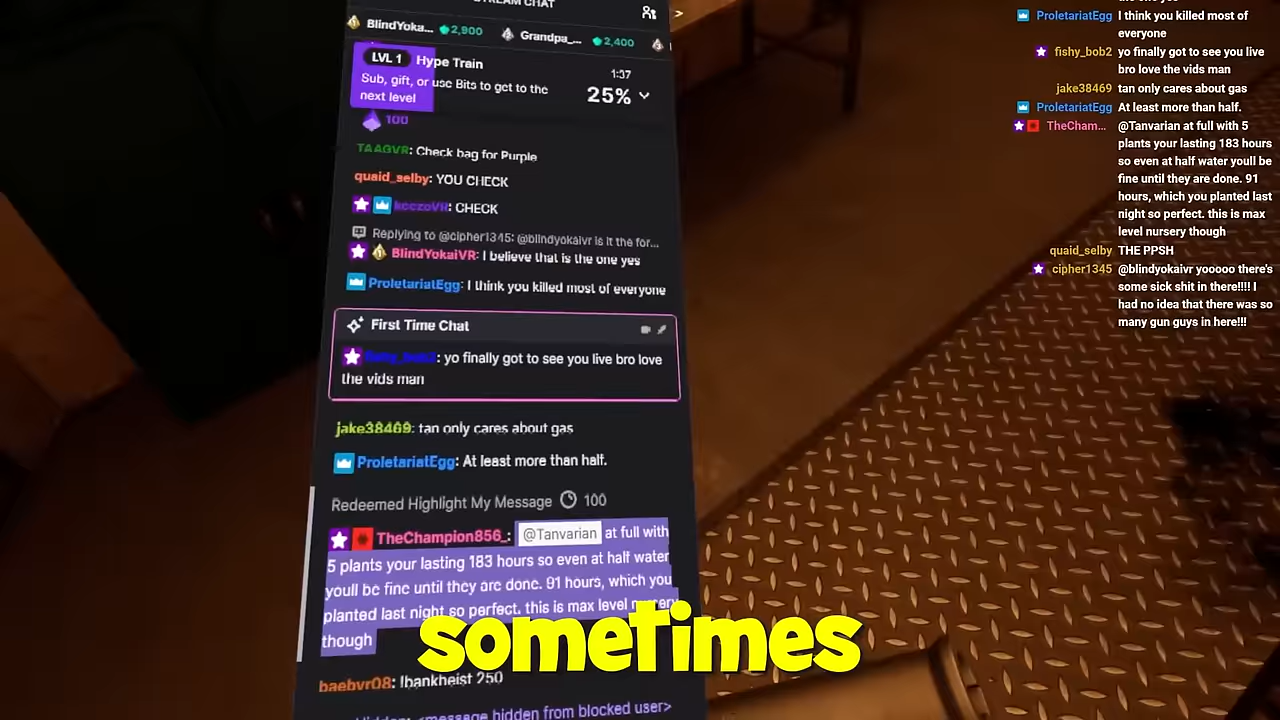 STREAM CHAT
BlindYoka... 2,900 Grandpa_... 2,400
>
LVL 1 Hype Train
1:37
Sub, gift, or use Bits to get to the
next level
25%
100
TAAGVR: Check bag for Purple
quaid_selby: YOU CHECK
kcczoVR: CHECK
Replying to @cipher1345: @blindyokaivr is it the for...
BlindYokaiVR: I believe that is the one yes
ProletariatEgg: I think you killed most of everyone
First Time Chat
fishy_bob2: yo finally got to see you live bro love
the vids man
jake38469: tan only cares about gas
ProletariatEgg: At least more than half.
Redeemed Highlight My Message 100
TheChampion856_: @Tanvarian at full with
5 plants your lasting 183 hours so even at half water
youll be fine until they are done. 91 hours, which you
planted last night so perfect. this is max level nursery
though
baebvr08: !bankheist 250
<message hidden from blocked user>
sometimes
ProletariatEgg I think you killed most of
everyone
fishy_bob2 yo finally got to see you live
bro love the vids man
jake38469 tan only cares about gas
ProletariatEgg At least more than half.
TheCham... @Tanvarian at full with 5
plants your lasting 183 hours
so even at half water youll be
fine until they are done. 91
hours, which you planted last
night so perfect. this is max
level nursery though
quaid_selby THE PPSH
cipher1345 @blindyokaivr yooooo there's
some sick shit in there!!!! I
had no idea that there was so
many gun guys in here!!!